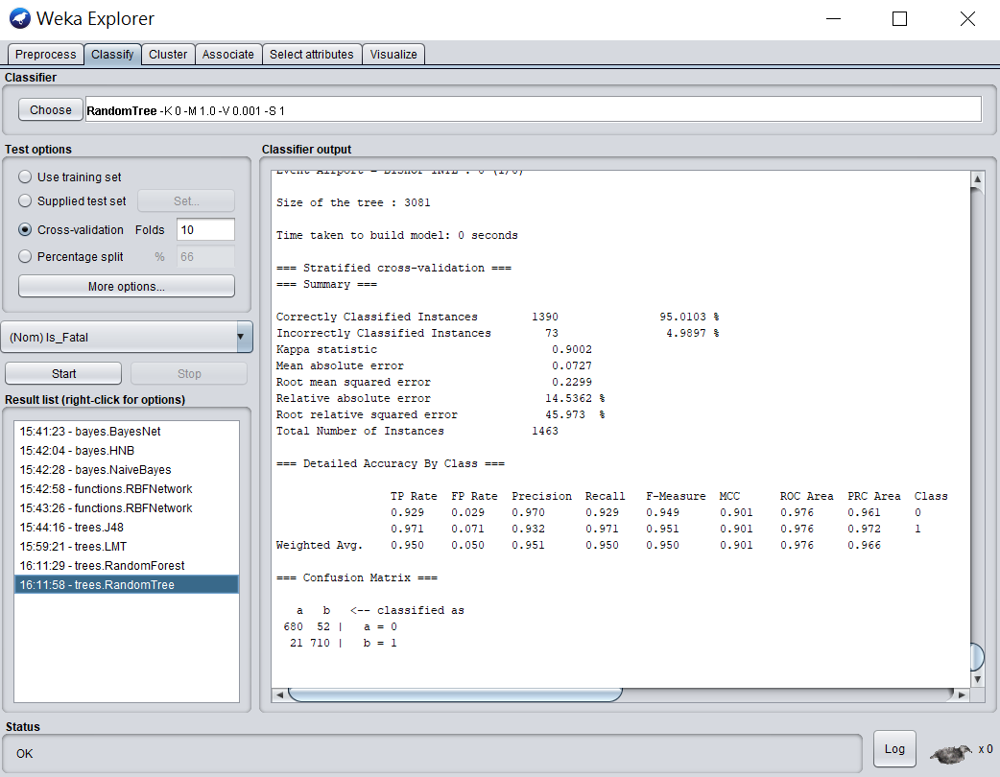 Weka Explorer
Preprocess Classify Cluster Associate Select attributes Visualize
Classifier
Choose RandomTree -K 0 -M 1.0 -V 0.001 -S 1
Test options
Use training set
Supplied test set Set...
Cross-validation Folds 10
Percentage split % 66
More options...
(Nom) Is_Fatal
Start Stop
Result list (right-click for options)
15:41:23 - bayes.BayesNet
15:42:04 - bayes.HNB
15:42:28 - bayes.NaiveBayes
15:42:58 - functions.RBFNetwork
15:43:26 - functions.RBFNetwork
15:44:16 - trees.J48
15:59:21 - trees.LMT
16:11:29 - trees.RandomForest
16:11:58 - trees.RandomTree
Classifier output
Size of the tree : 3081
Time taken to build model: 0 seconds
=== Stratified cross-validation ===
=== Summary ===
Correctly Classified Instances 1390 95.0103 %
Incorrectly Classified Instances 73 4.9897 %
Kappa statistic 0.9002
Mean absolute error 0.0727
Root mean squared error 0.2299
Relative absolute error 14.5362 %
Root relative squared error 45.973 %
Total Number of Instances 1463
=== Detailed Accuracy By Class ===
TP Rate FP Rate Precision Recall F-Measure MCC ROC Area PRC Area Class
0.929 0.029 0.970 0.929 0.949 0.901 0.976 0.961 0
0.971 0.071 0.932 0.971 0.951 0.901 0.976 0.972 1
Weighted Avg. 0.950 0.050 0.951 0.950 0.950 0.901 0.976 0.966
=== Confusion Matrix ===
a b <-- classified as
680 52 | a = 0
21 710 | b = 1
Status
OK
Log x 0